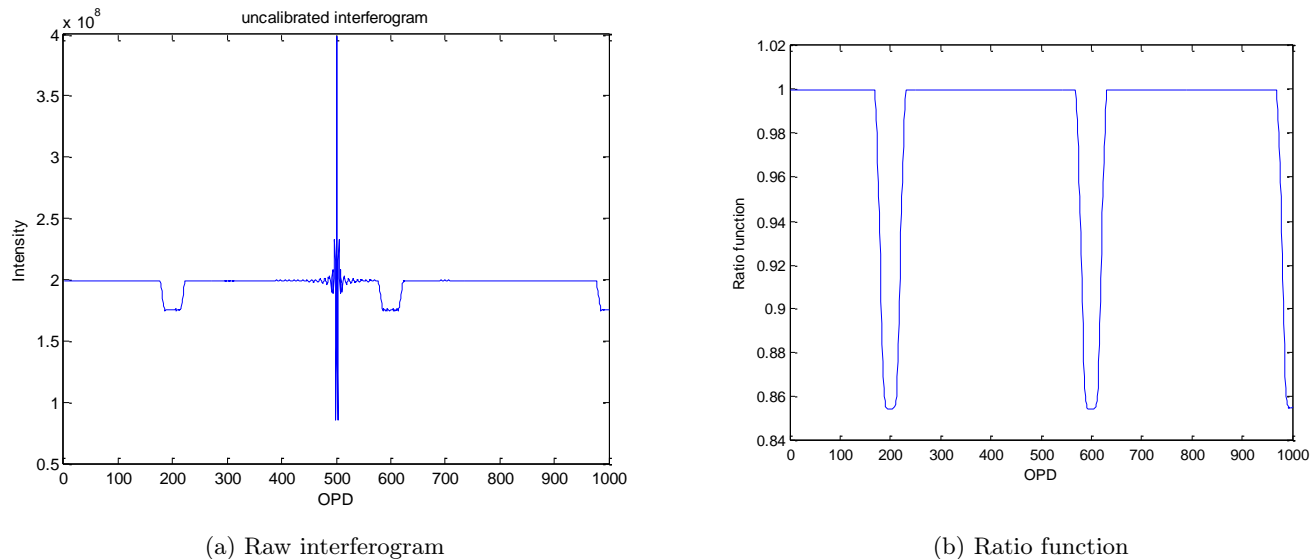 x 10⁸
uncalibrated interferogram
4
3.5
3
2.5
2
1.5
1
0.5
Intensity
0 100 200 300 400 500 600 700 800 900 1000
OPD
(a) Raw interferogram
1.02
1
0.98
0.96
0.94
0.92
0.9
0.88
0.86
0.84
Ratio function
0 100 200 300 400 500 600 700 800 900 1000
OPD
(b) Ratio function